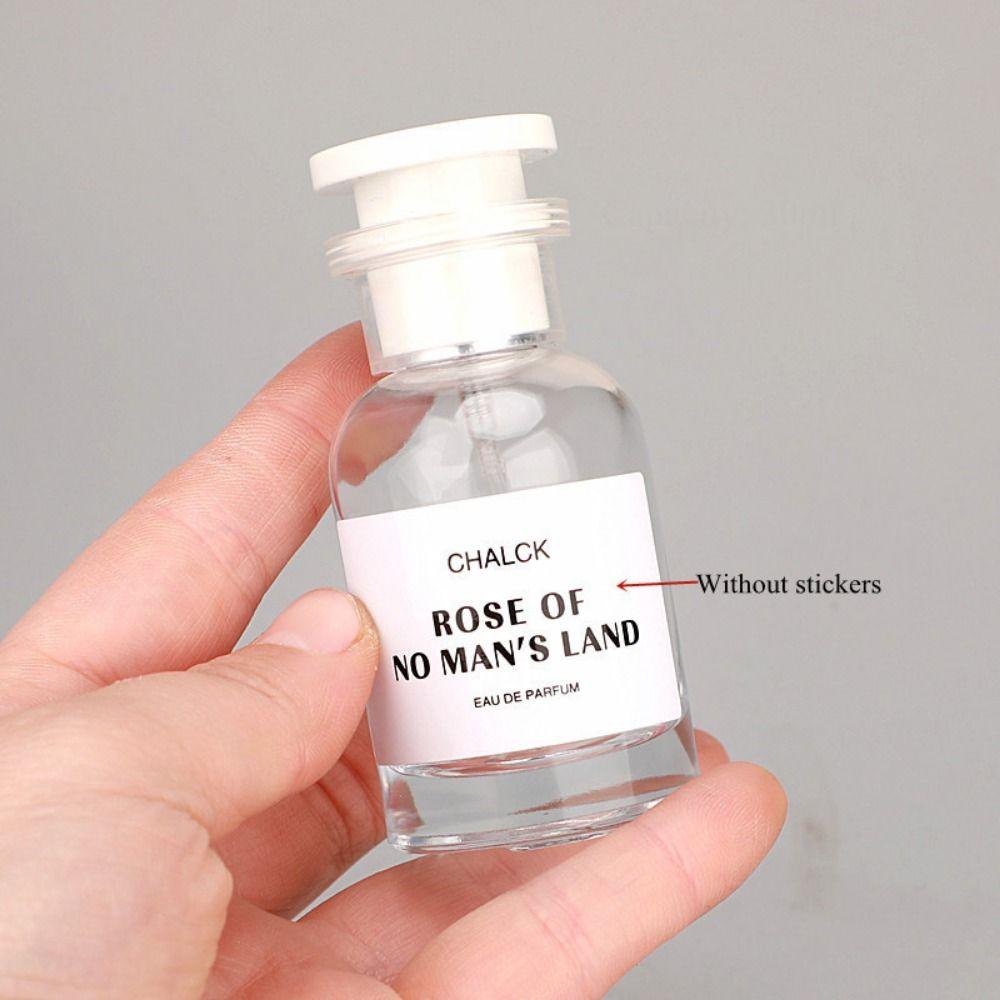 CHALCK
ROSE OF
NO MAN'S LAND
EAU DE PARFUM
Without stickers